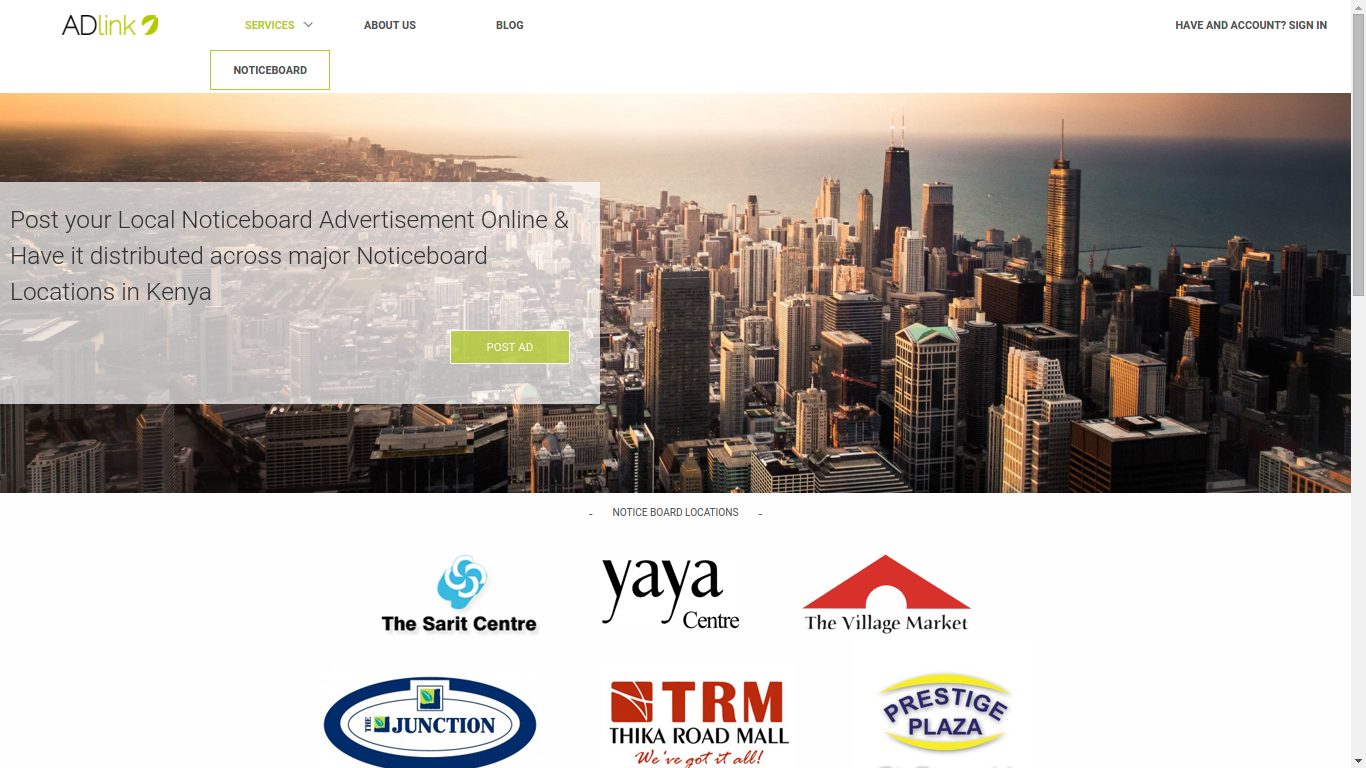 ADlink
SERVICES
ABOUT US
BLOG
HAVE AND ACCOUNT? SIGN IN
NOTICEBOARD
Post your Local Noticeboard Advertisement Online &
Have it distributed across major Noticeboard
Locations in Kenya
POST AD
- NOTICE BOARD LOCATIONS -
The Sarit Centre
yaya
Centre
The Village Market
THE JUNCTION
TRM
THIKA ROAD MALL
We've got it all!
PRESTIGE
PLAZA